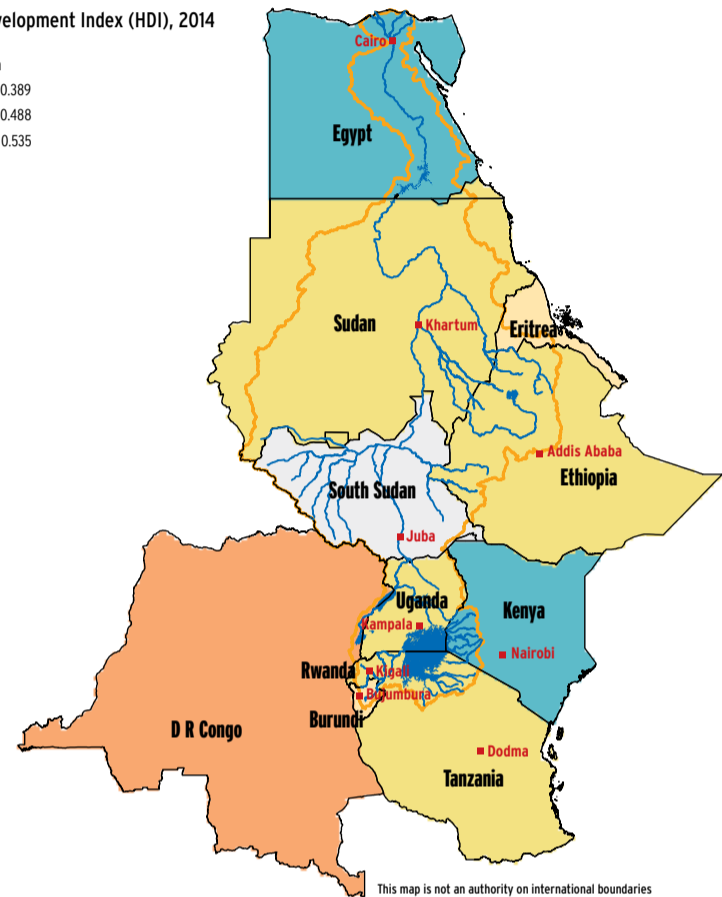 velopment Index (HDI), 2014
0.389
0.488
0.535
Cairo
Egypt
Sudan
Khartum
Eritrea
Addis Ababa
Ethiopia
South Sudan
Juba
Uganda
Kampala
Kenya
Nairobi
Rwanda
Kigali
Bujumbura
Burundi
D R Congo
Dodma
Tanzania
This map is not an authority on international boundaries